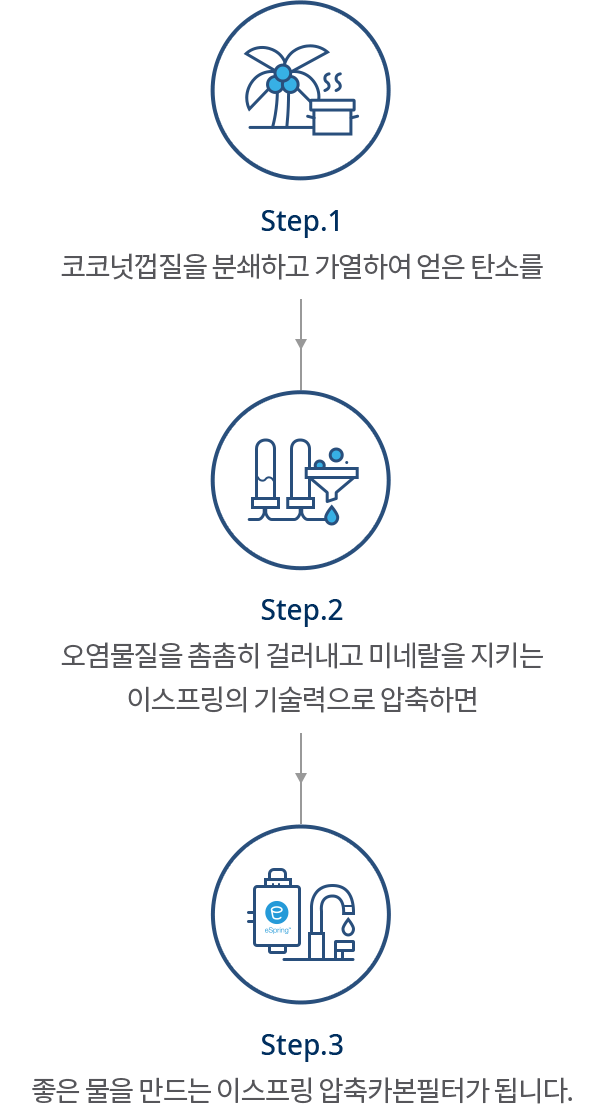 Step.1
코코넛껍질을 분쇄하고 가열하여 얻은 탄소를
Step.2
오염물질을 촘촘히 걸러내고 미네랄을 지키는
이스프링의 기술력으로 압축하면
eSpring™
Step.3
좋은 물을 만드는 이스프링 압축카본필터가 됩니다.